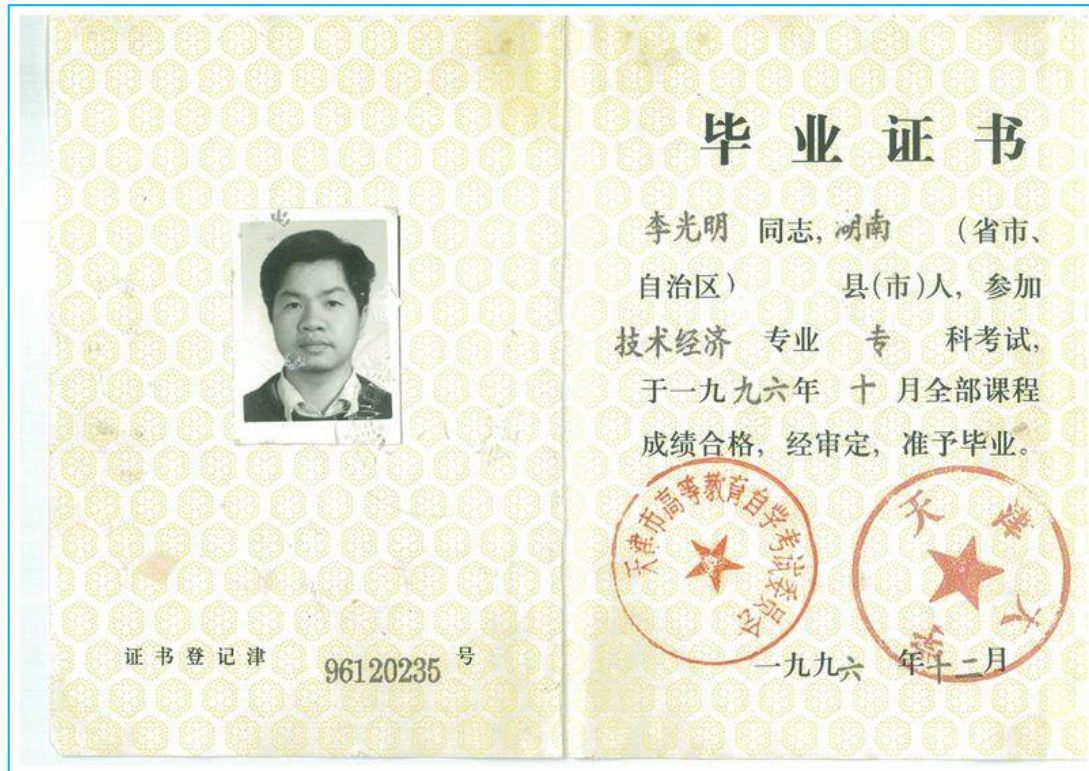 证书登记津 96120235 号
毕业证书
李光明 同志，湖南 （省市、
自治区） 县(市)人，参加
技术经济 专业 专 科考试，
于一九九六年 十 月全部课程
成绩合格，经审定，准予毕业。
天津市高等教育自学考试委员会
天津大学
一九九六 年十二月